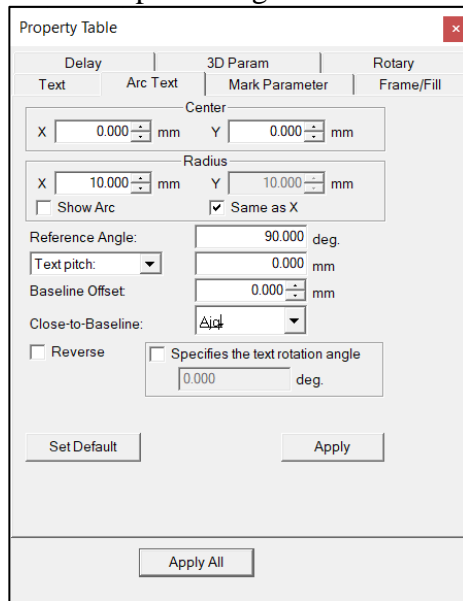 Property Table
Delay 3D Param Rotary
Text Arc Text Mark Parameter Frame/Fill
Center
X 0.000 mm Y 0.000 mm
Radius
X 10.000 mm Y 10.000 mm
Show Arc Same as X
Reference Angle: 90.000 deg.
Text pitch: 0.000 mm
Baseline Offset: 0.000 mm
Close-to-Baseline: Ajg
Reverse Specifies the text rotation angle
0.000 deg.
Set Default Apply
Apply All